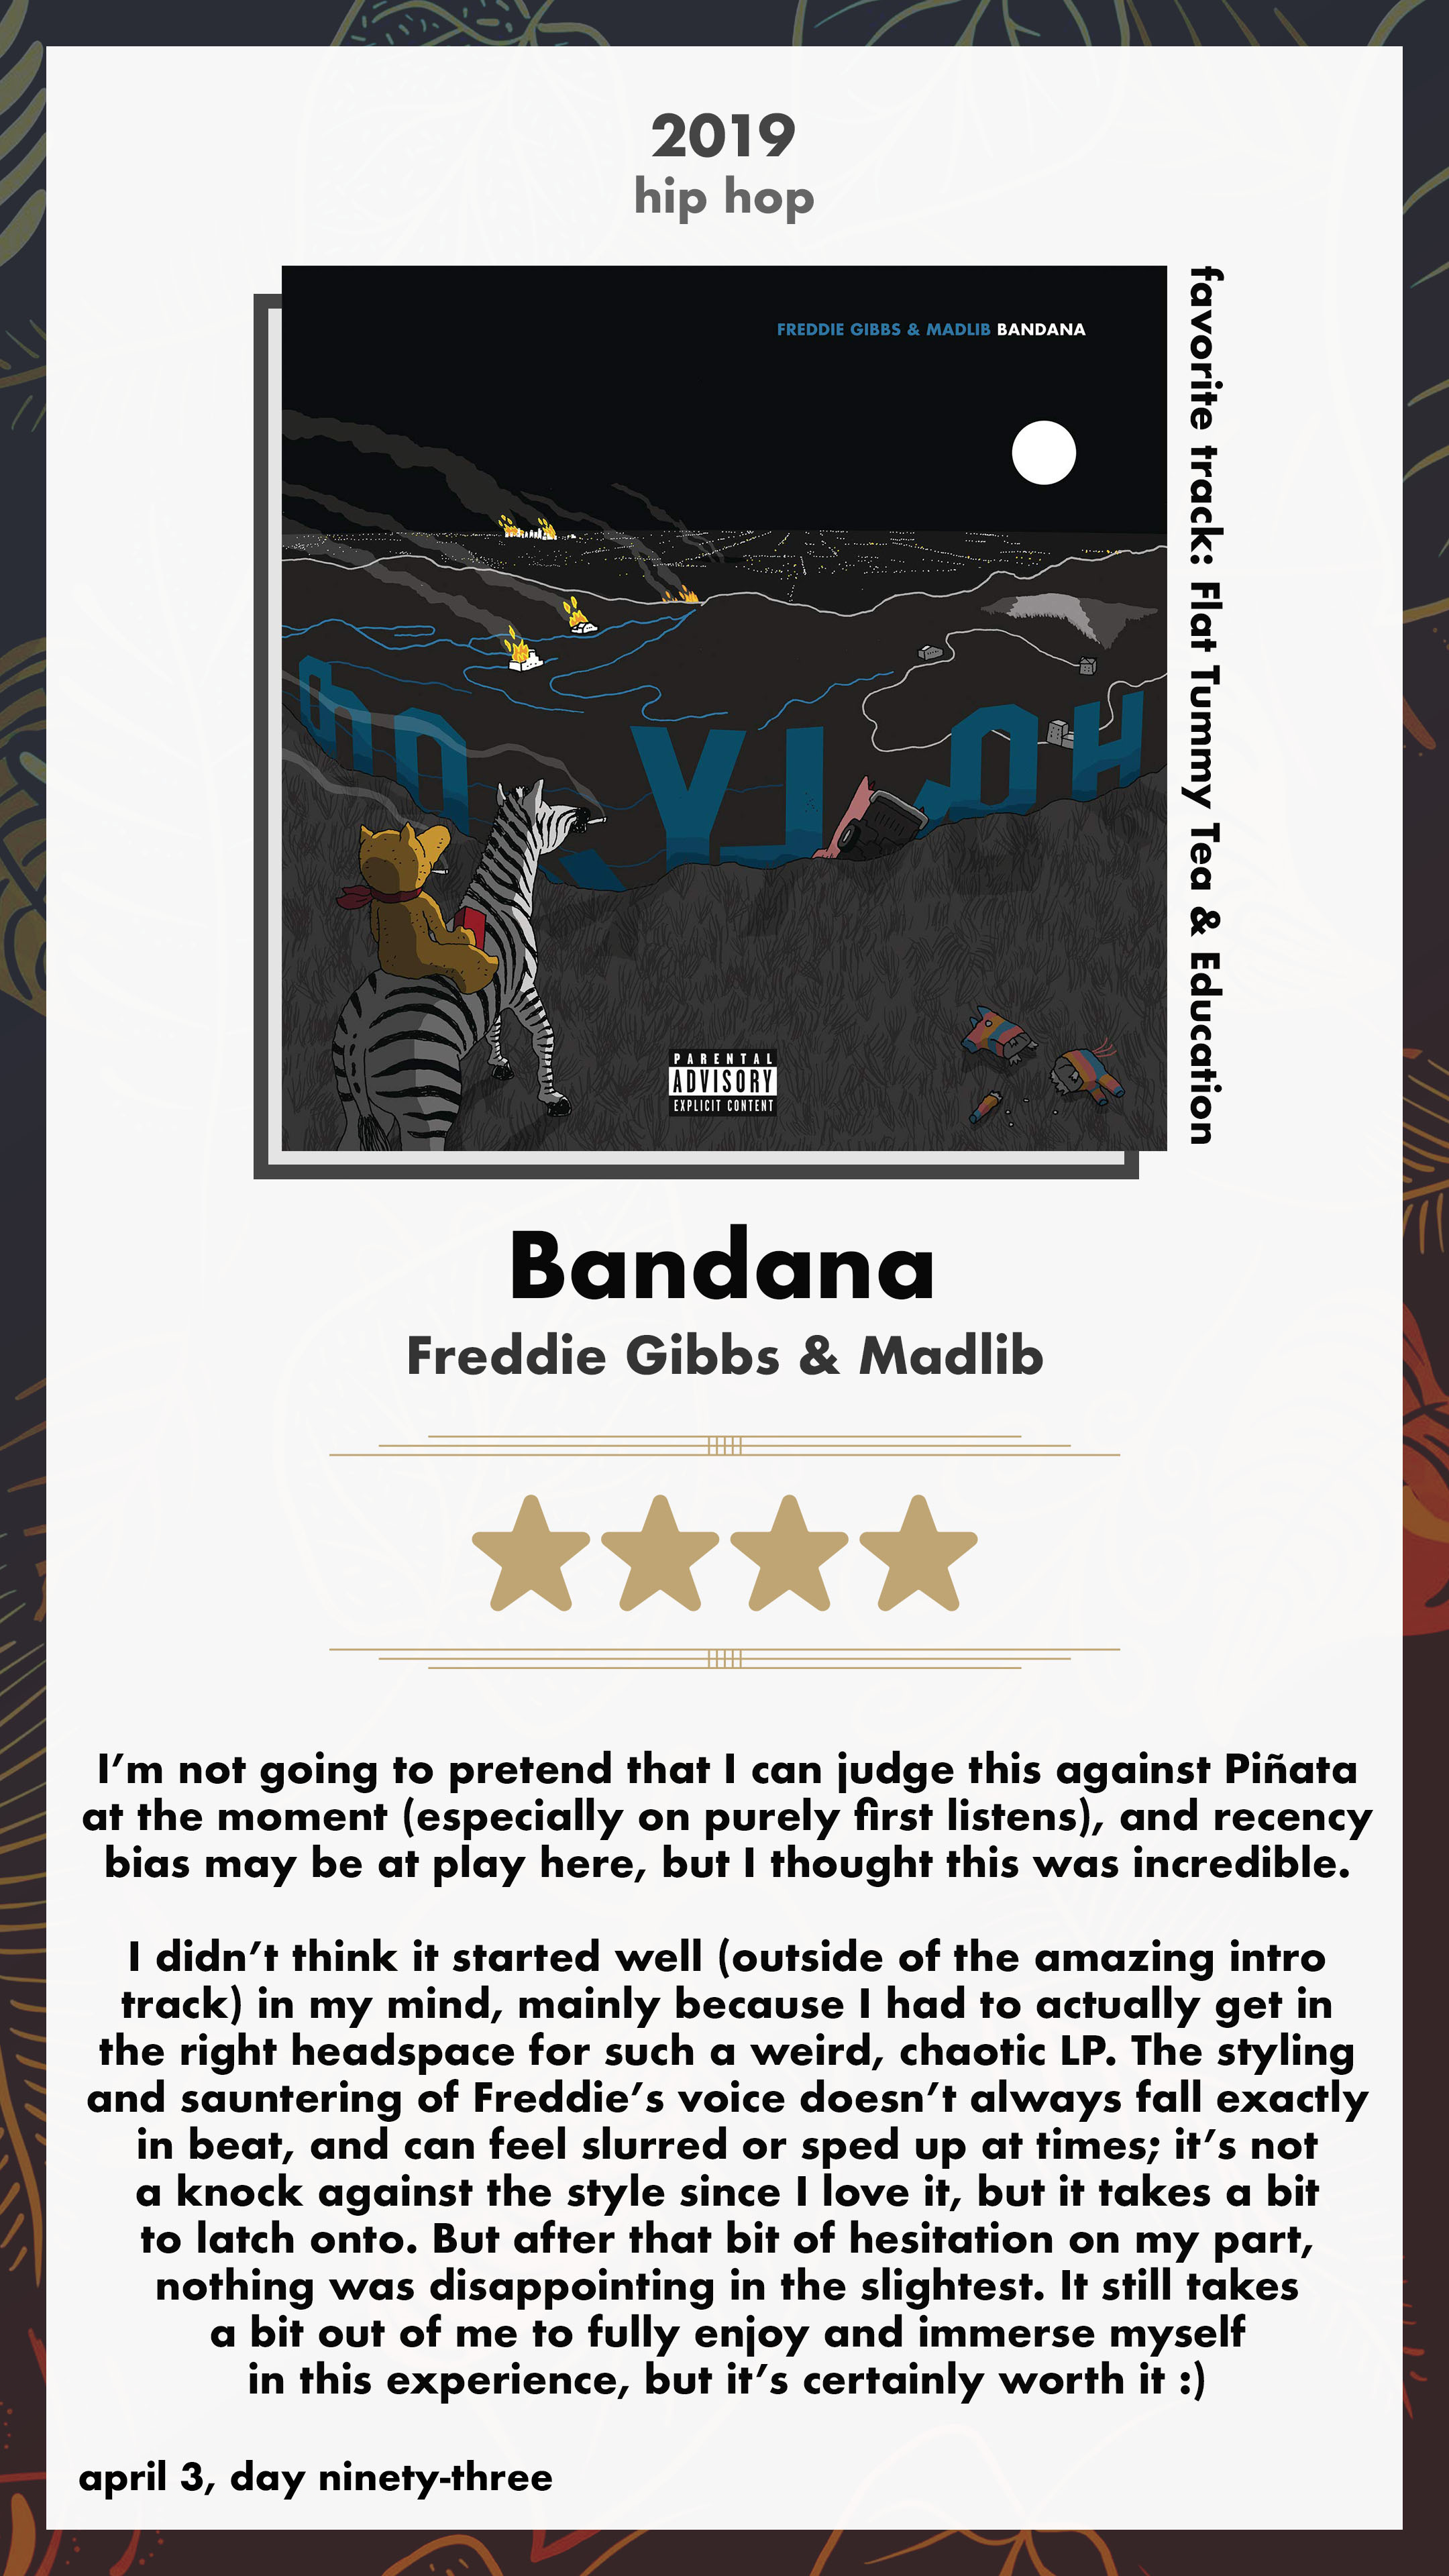 2019
hip hop
FREDDIE GIBBS & MADLIB BANDANA
favorite track: Flat Tummy Tea & Education
PARENTAL
ADVISORY
EXPLICIT CONTENT
Bandana
Freddie Gibbs & Madlib
I’m not going to pretend that I can judge this against Piñata
at the moment (especially on purely first listens), and recency
bias may be at play here, but I thought this was incredible.
I didn’t think it started well (outside of the amazing intro
track) in my mind, mainly because I had to actually get in
the right headspace for such a weird, chaotic LP. The styling
and sauntering of Freddie’s voice doesn’t always fall exactly
in beat, and can feel slurred or sped up at times; it’s not
a knock against the style since I love it, but it takes a bit
to latch onto. But after that bit of hesitation on my part,
nothing was disappointing in the slightest. It still takes
a bit out of me to fully enjoy and immerse myself
in this experience, but it’s certainly worth it :)
april 3, day ninety-three